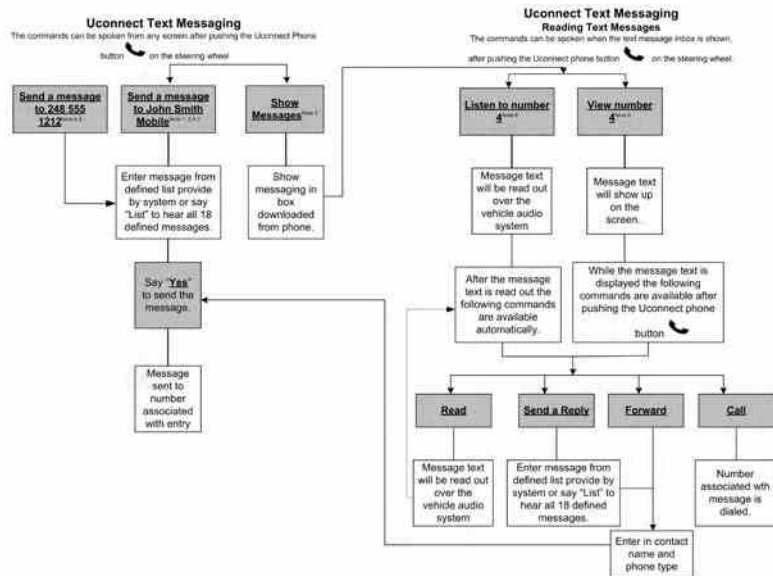 Uconnect Text Messaging
The commands can be spoken from any screen after pushing the Uconnect Phone
button on the steering wheel
Send a message
to 248 555
1212
Send a message
to John Smith
Mobile
Show
Messages
Enter message from
defined list provide
by system or say
"List" to hear all 18
defined messages.
Show
messaging in
box
downloaded
from phone.
Say "Yes"
to send the
message.
Message
sent to
number
associated
with entry
Uconnect Text Messaging
Reading Text Messages
The commands can be spoken when the text message inbox is shown,
after pushing the Uconnect phone button on the steering wheel.
Listen to number
4
View number
4
Message text
will be read out
over the
vehicle audio
system
Message text
will show up
on the
screen.
After the message
text is read out the
following commands
are available
automatically.
While the message text is
displayed the following
commands are available after
pushing the Uconnect phone
button
Read
Send a Reply
Forward
Call
Message text
will be read out
over the
vehicle audio
system
Enter message from
defined list provide by
system or say "List" to
hear all 18 defined
messages.
Number
associated wth
message is
dialed.
Enter in contact
name and
phone type